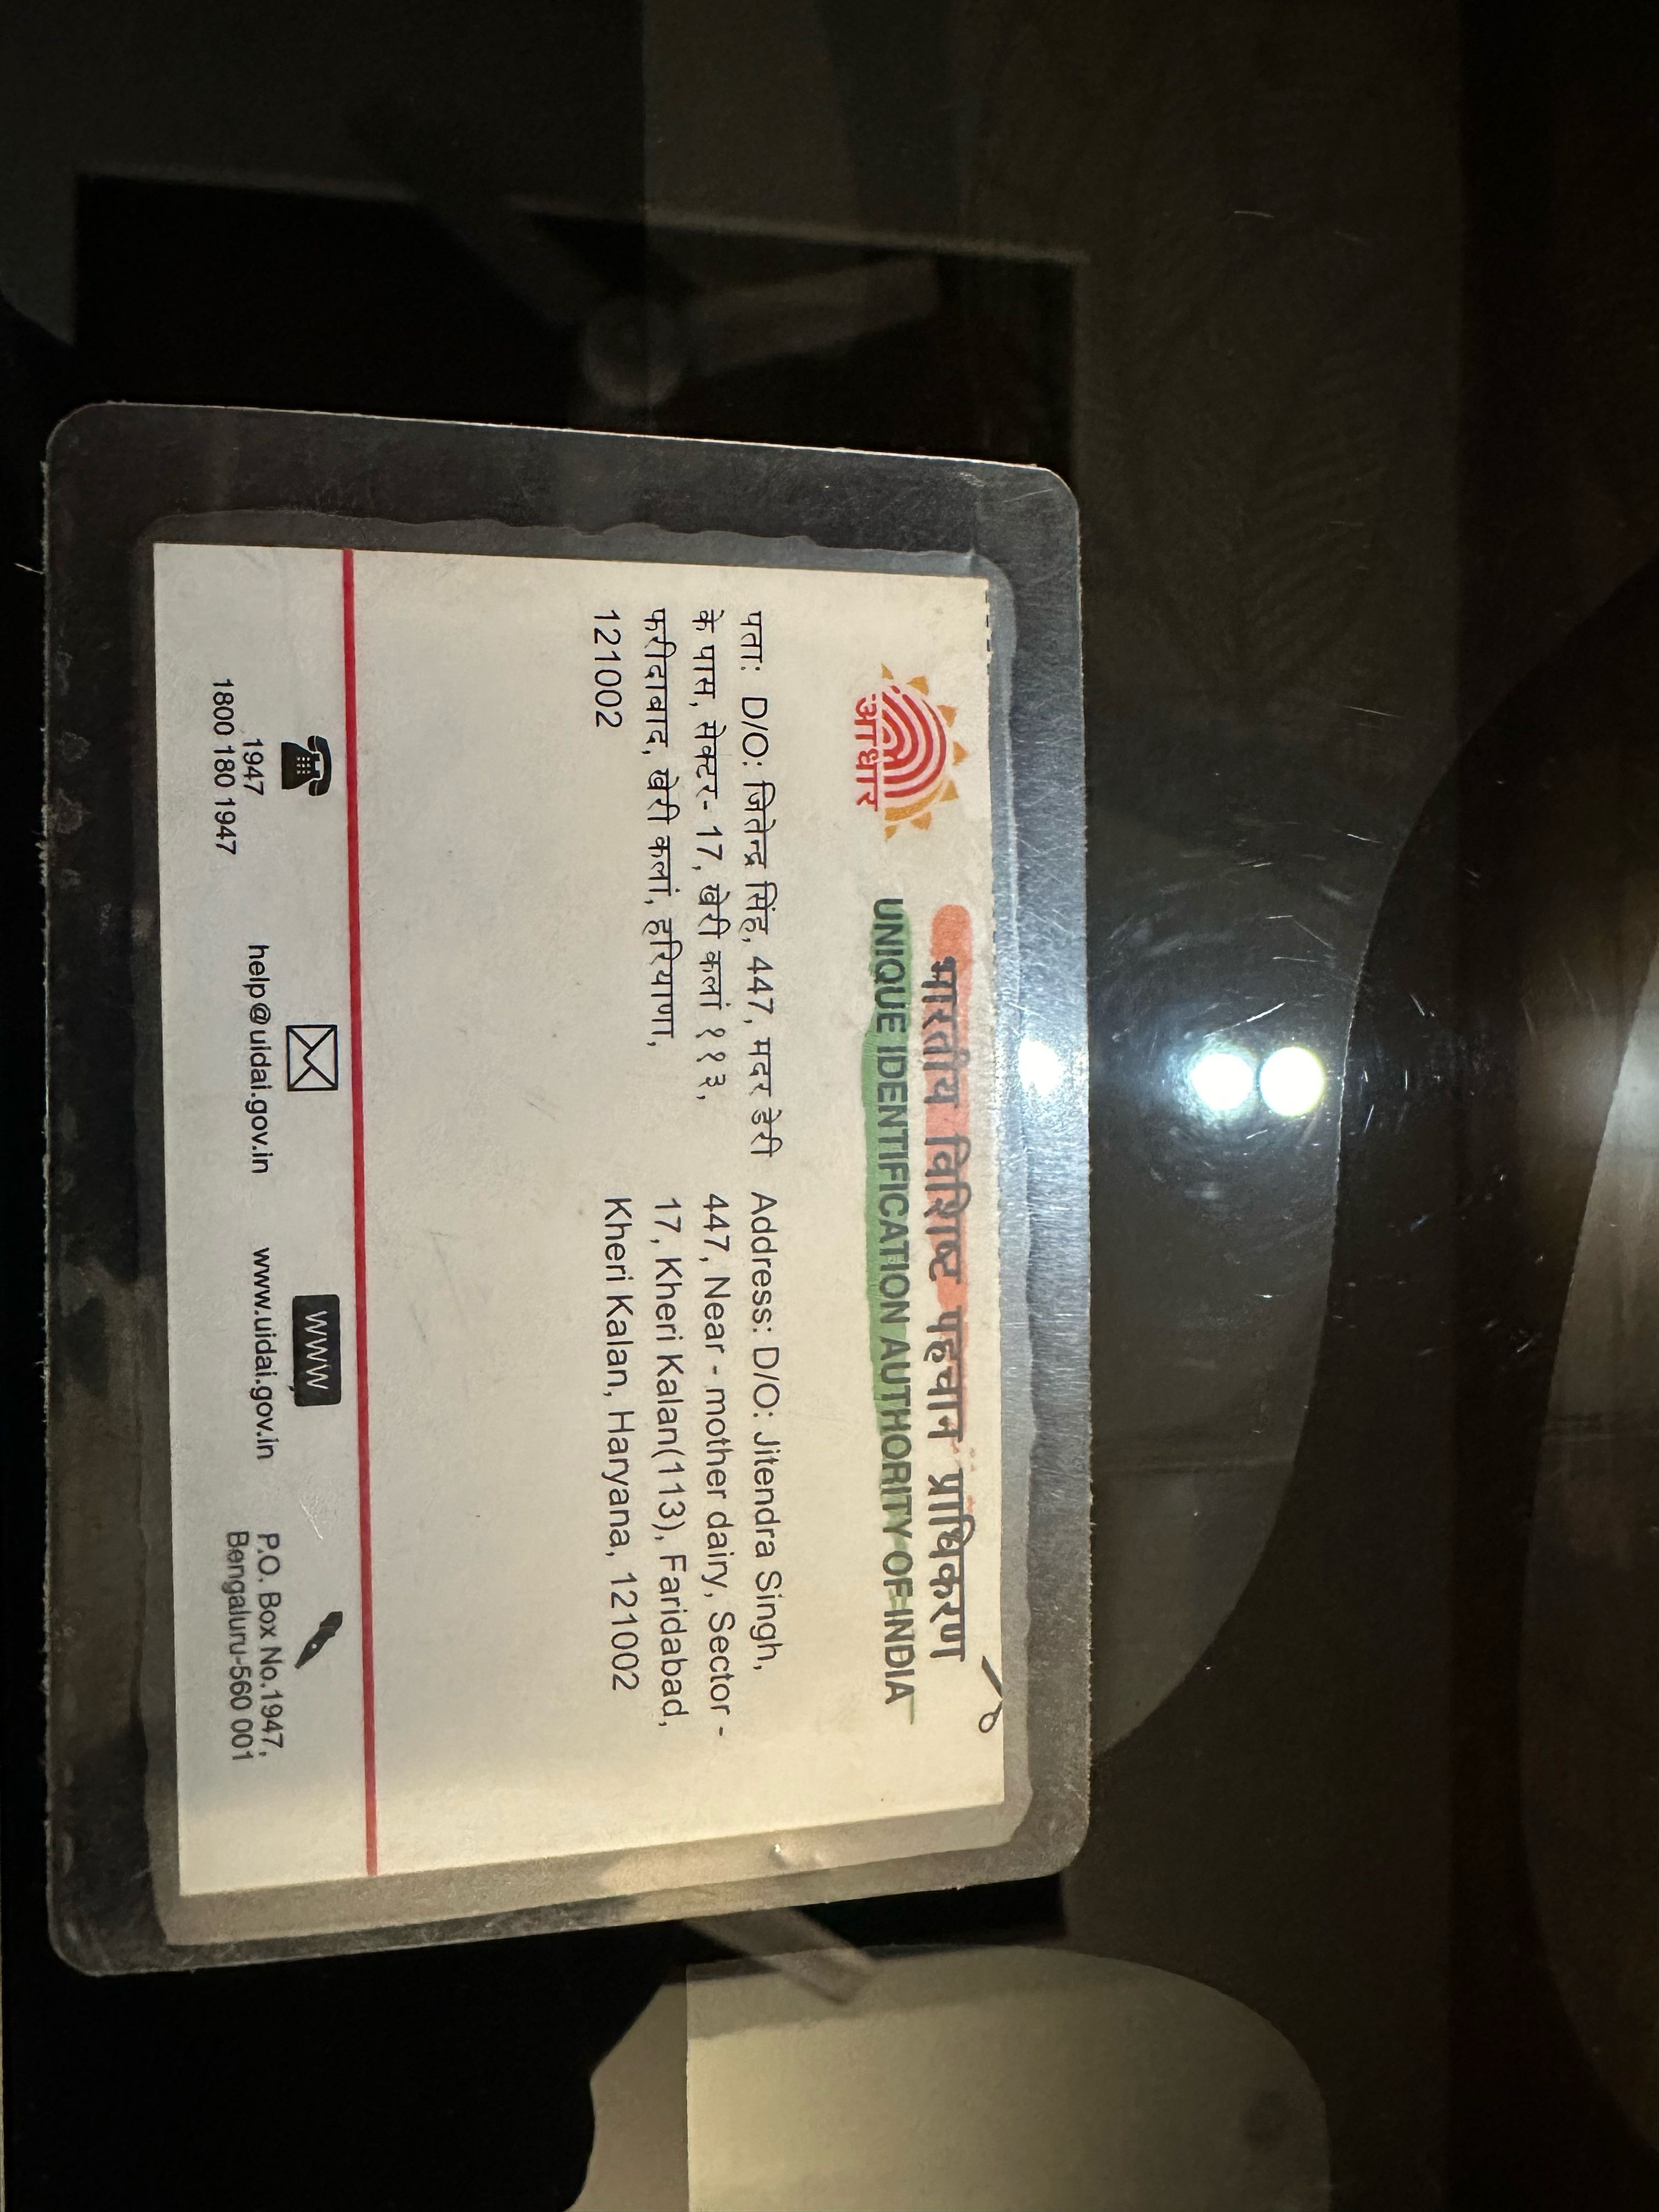 आधार
भारतीय विशिष्ट पहचान प्राधिकरण
UNIQUE IDENTIFICATION AUTHORITY OF INDIA
पता: D/O: जितेन्द्र सिंह, 447, मदर डेरी
के पास, सेक्टर- 17, खेरी कलां ११३,
फरीदाबाद, खेरी कलां, हरियाणा,
121002
Address: D/O: Jitendra Singh,
447, Near - mother dairy, Sector -
17, Kheri Kalan(113), Faridabad,
Kheri Kalan, Haryana, 121002
1947
1800 180 1947
help@uidai.gov.in
WWW
www.uidai.gov.in
P.O. Box No.1947,
Bengaluru-560 001